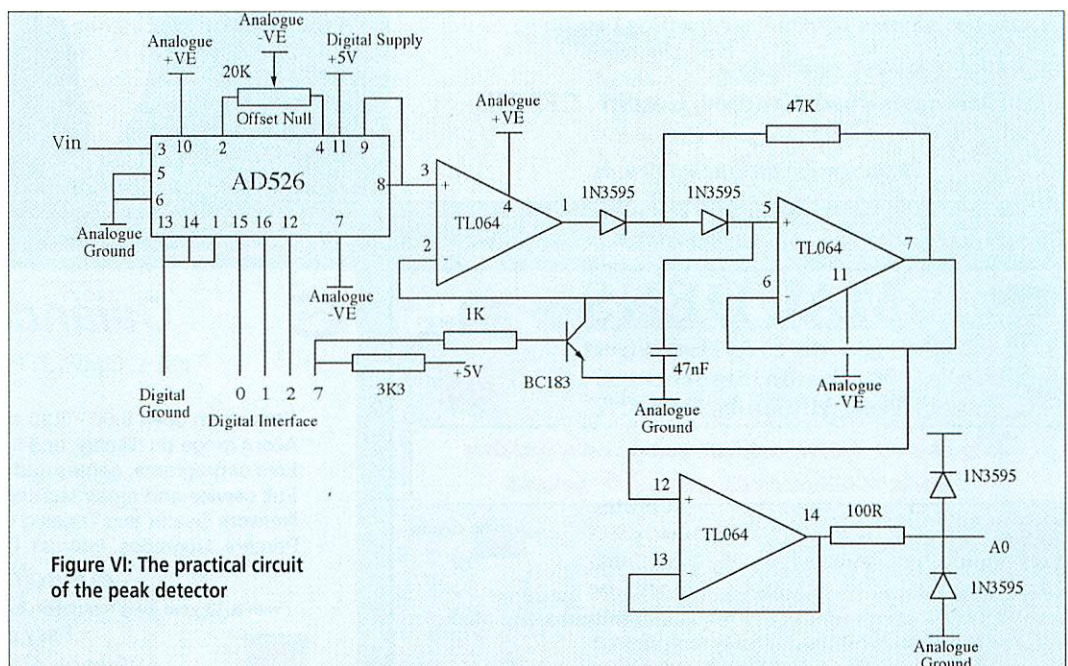 Analogue
-VE
Analogue
+VE
Digital Supply
+5V
20K
Offset Null
Vin
3
10
2
4
11
9
5
6
AD526
8
13
14
1
15
16
12
7
Analogue
Ground
Analogue
-VE
Digital
Ground
0
1
2
7
Digital Interface
Analogue
+VE
3
+
4
TL064
2
-
1
1N3595
1N3595
47K
5
+
TL064
7
6
-
11
Analogue
-VE
1K
3K3
+5V
BC183
47nF
Analogue
Ground
12
+
TL064
14
13
-
100R
1N3595
A0
1N3595
Analogue
Ground
Figure VI: The practical circuit
of the peak detector